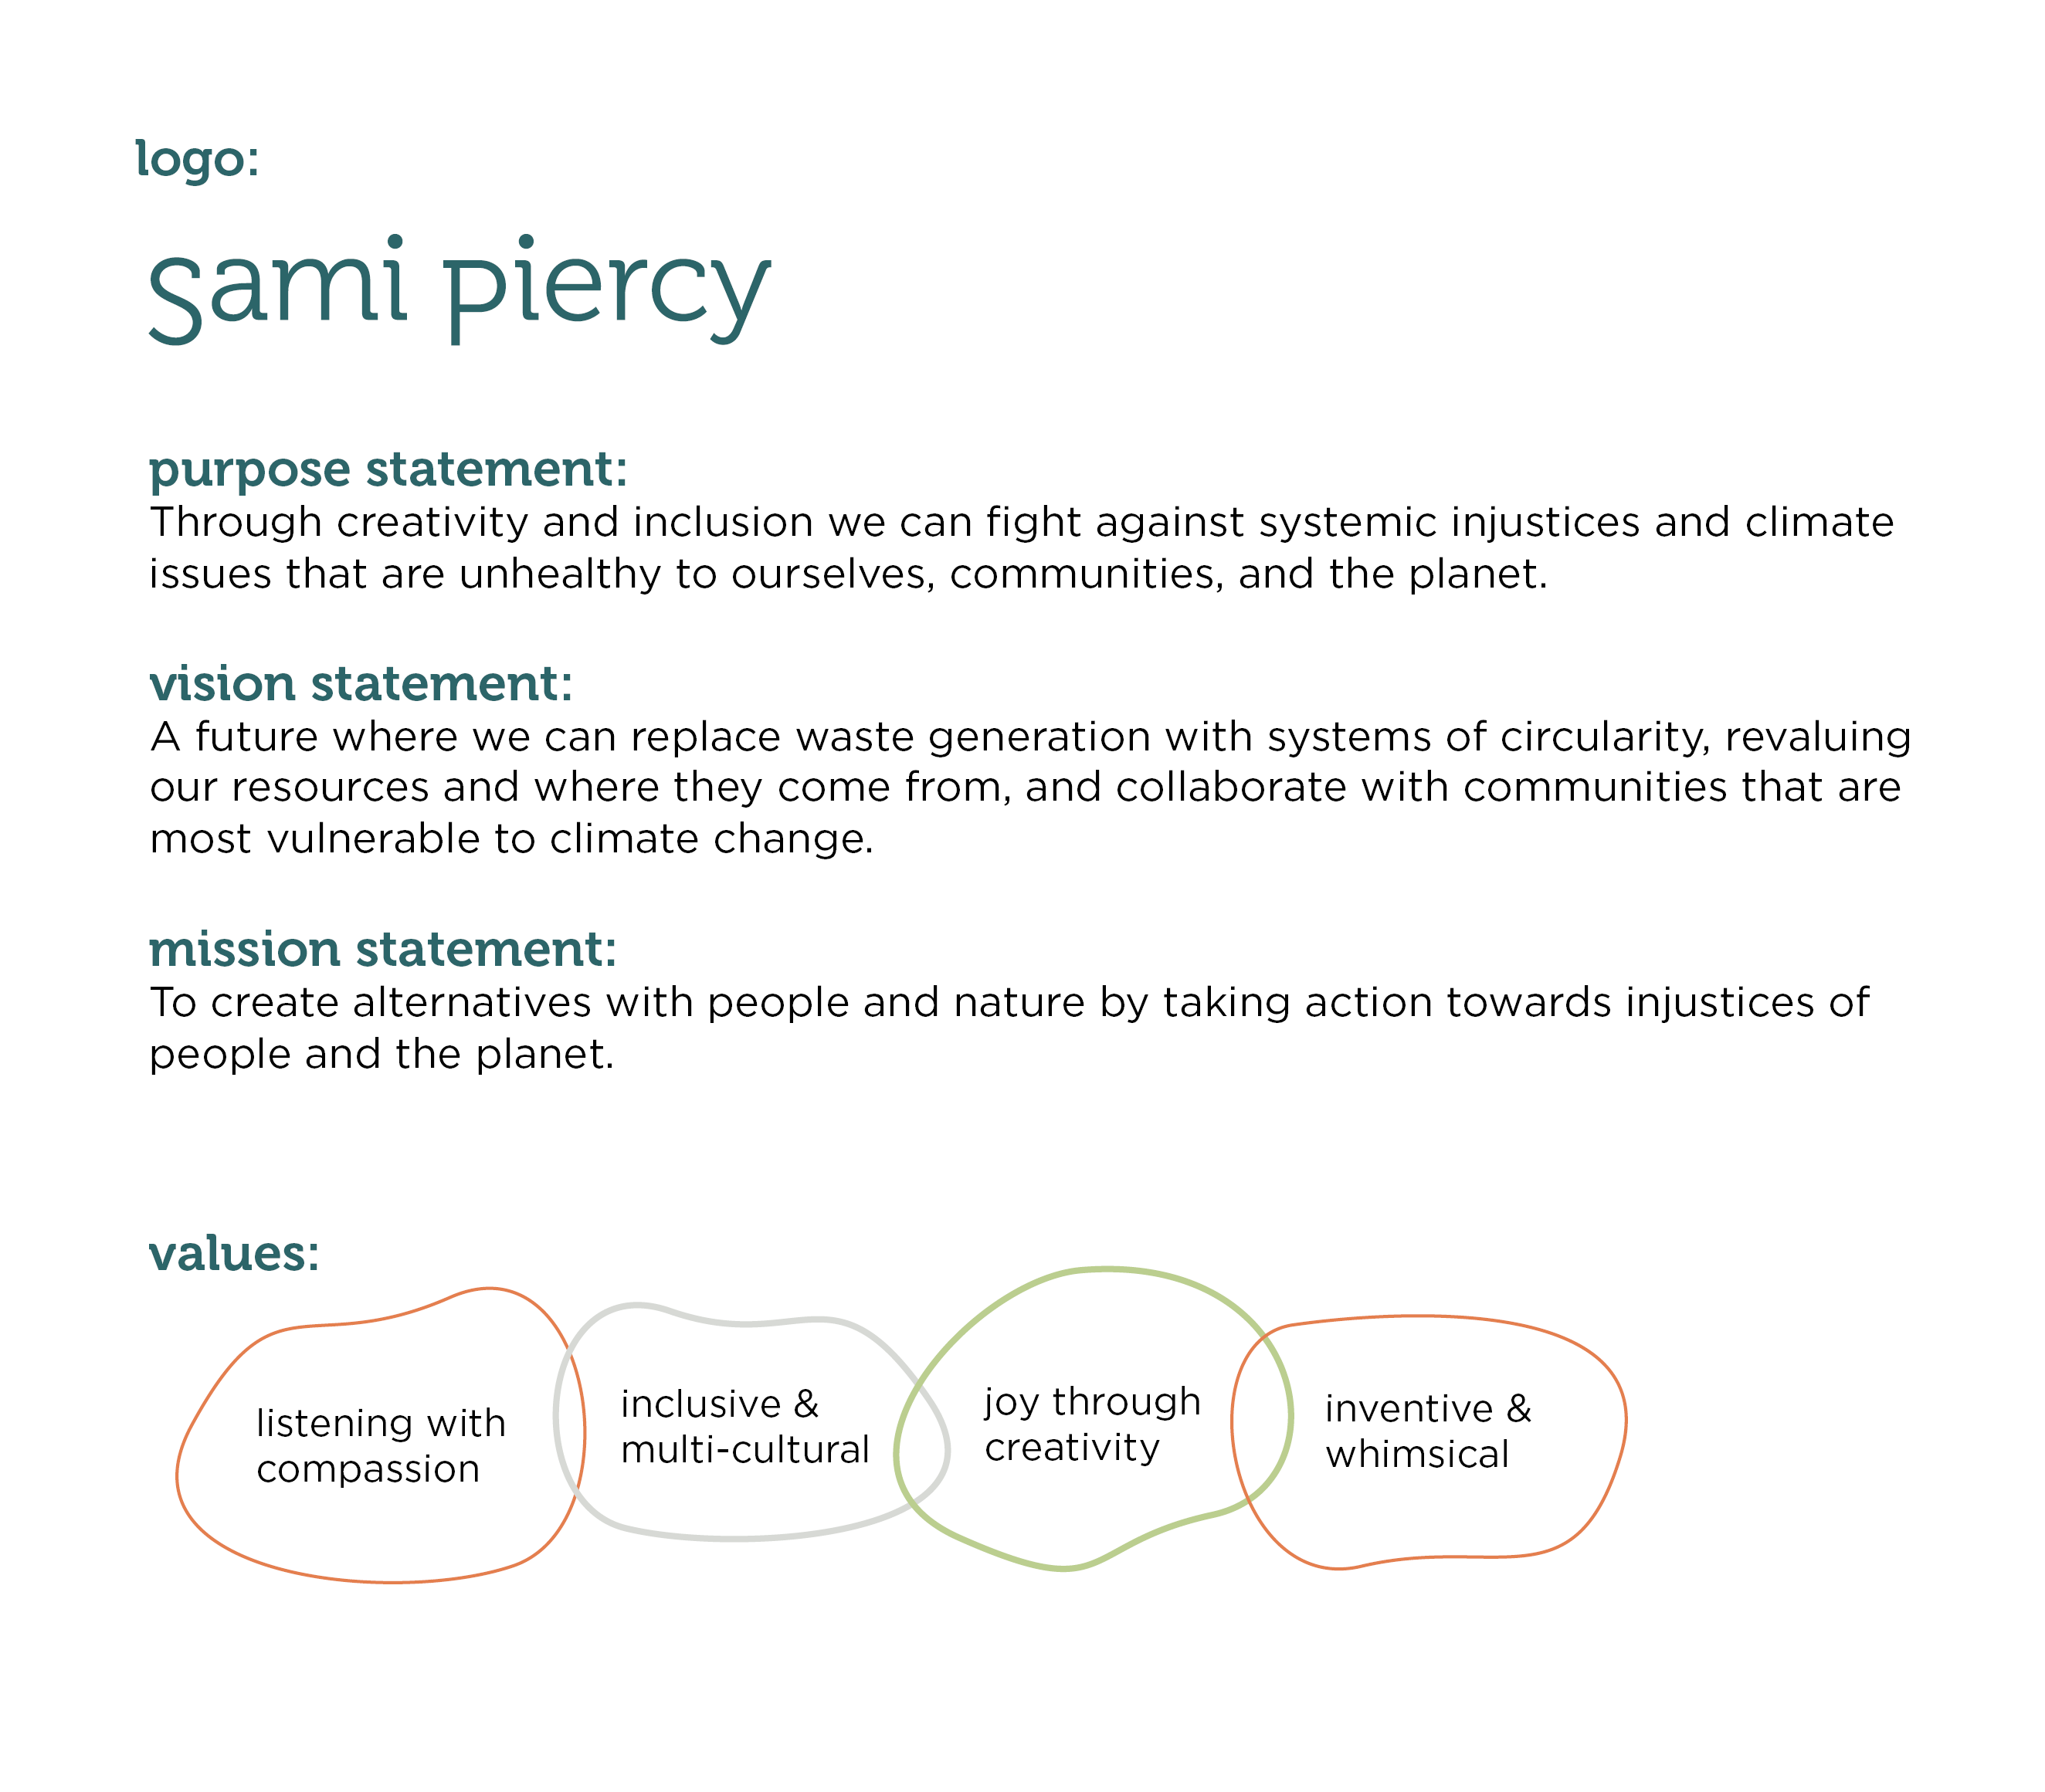 logo:
sami piercy
purpose statement:
Through creativity and inclusion we can fight against systemic injustices and climate
issues that are unhealthy to ourselves, communities, and the planet.
vision statement:
A future where we can replace waste generation with systems of circularity, revaluing
our resources and where they come from, and collaborate with communities that are
most vulnerable to climate change.
mission statement:
To create alternatives with people and nature by taking action towards injustices of
people and the planet.
values:
listening with
compassion
inclusive &
multi-cultural
joy through
creativity
inventive &
whimsical